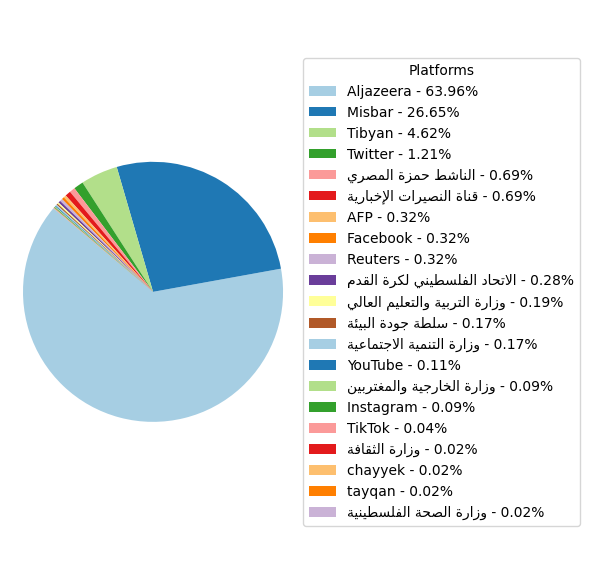 Platforms
Aljazeera - 63.96%
Misbar - 26.65%
Tibyan - 4.62%
Twitter - 1.21%
الناشط حمزة المصري - 0.69%
قناة النصيرات الإخبارية - 0.69%
AFP - 0.32%
Facebook - 0.32%
Reuters - 0.32%
الاتحاد الفلسطيني لكرة القدم - 0.28%
وزارة التربية والتعليم العالي - 0.19%
سلطة جودة البيئة - 0.17%
وزارة التنمية الاجتماعية - 0.17%
YouTube - 0.11%
وزارة الخارجية والمغتربين - 0.09%
Instagram - 0.09%
TikTok - 0.04%
وزارة الثقافة - 0.02%
chayyek - 0.02%
tayqan - 0.02%
وزارة الصحة الفلسطينية - 0.02%